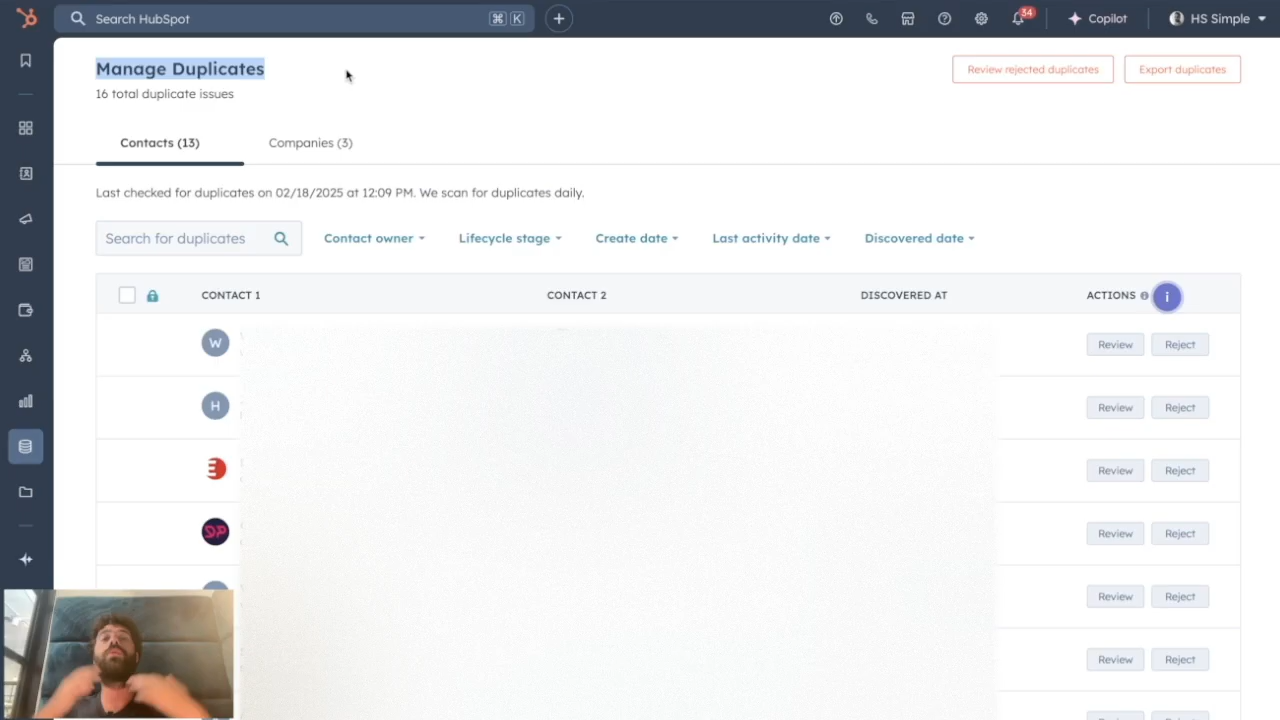 Search HubSpot
⌘ K
34
Copilot
HS Simple
Manage Duplicates
16 total duplicate issues
Review rejected duplicates
Export duplicates
Contacts (13)
Companies (3)
Last checked for duplicates on 02/18/2025 at 12:09 PM. We scan for duplicates daily.
Search for duplicates
Contact owner
Lifecycle stage
Create date
Last activity date
Discovered date
CONTACT 1
CONTACT 2
DISCOVERED AT
ACTIONS
i
W
Review
Reject
H
Review
Reject
Review
Reject
DP
Review
Reject
Review
Reject
Review
Reject